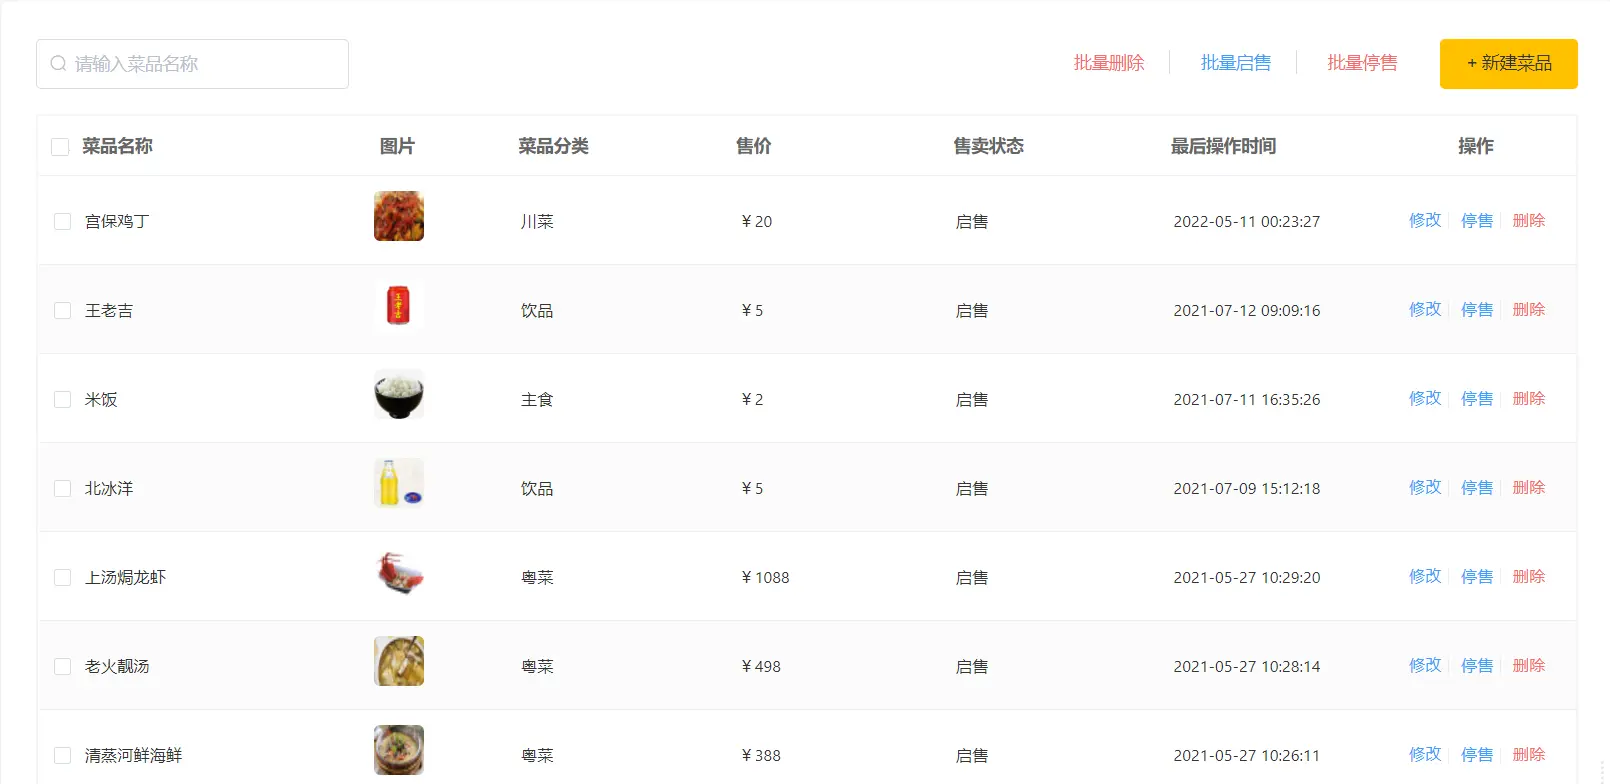 请输入菜品名称 批量删除 批量启售 批量停售 + 新建菜品
菜品名称 图片 菜品分类 售价 售卖状态 最后操作时间 操作
宫保鸡丁 川菜 ¥ 20 启售 2022-05-11 00:23:27 修改 停售 删除
王老吉 王老吉 饮品 ¥ 5 启售 2021-07-12 09:09:16 修改 停售 删除
米饭 主食 ¥ 2 启售 2021-07-11 16:35:26 修改 停售 删除
北冰洋 饮品 ¥ 5 启售 2021-07-09 15:12:18 修改 停售 删除
上汤焗龙虾 粤菜 ¥ 1088 启售 2021-05-27 10:29:20 修改 停售 删除
老火靓汤 粤菜 ¥ 498 启售 2021-05-27 10:28:14 修改 停售 删除
清蒸河鲜海鲜 粤菜 ¥ 388 启售 2021-05-27 10:26:11 修改 停售 删除